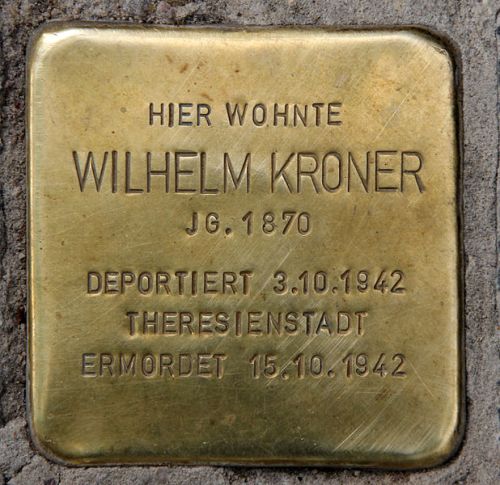 HIER WOHNTE
WILHELM KRONER
JG. 1870
DEPORTIERT 3.10.1942
THERESIENSTADT
ERMORDET 15.10.1942